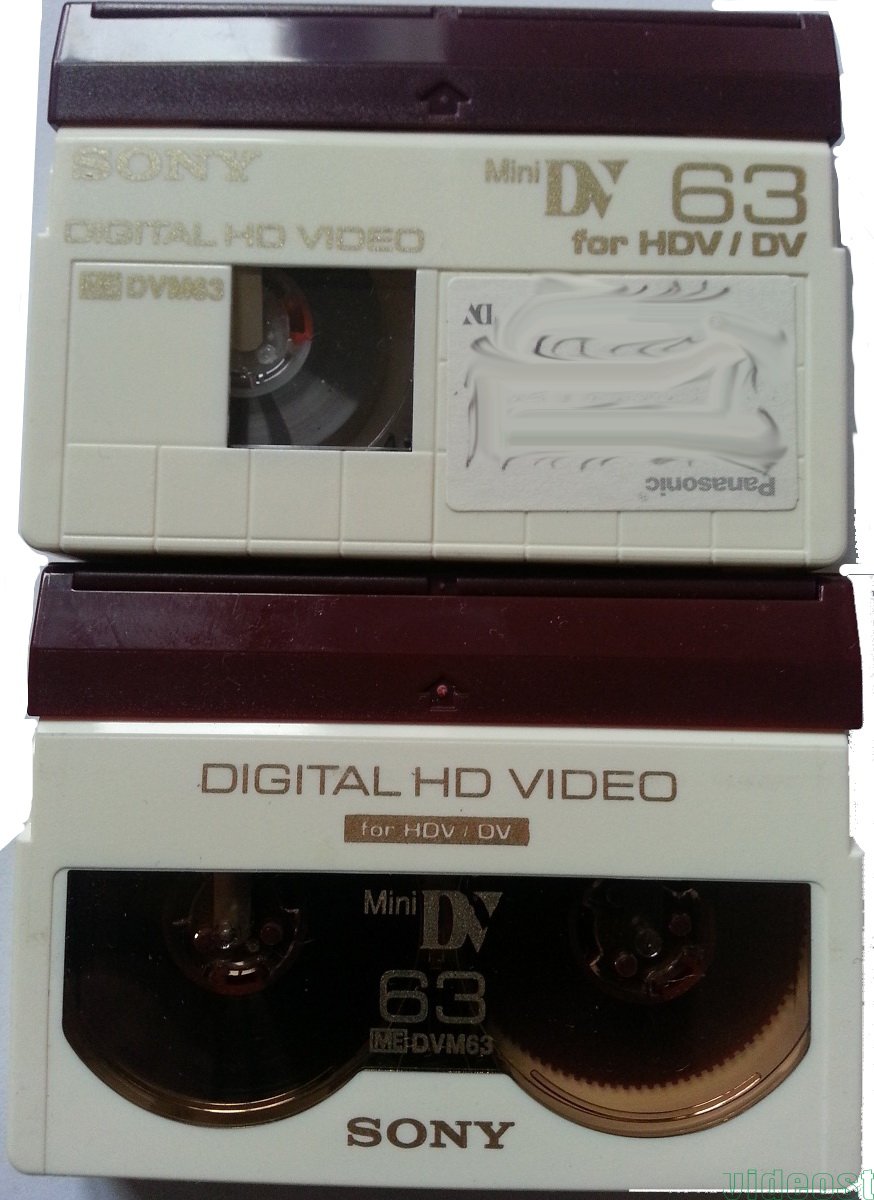 SONY
Mini DV 63
DIGITAL HD VIDEO
for HDV / DV
ME DVM63
DV
Panasonic
DIGITAL HD VIDEO
for HDV / DV
Mini DV
63
ME DVM63
SONY